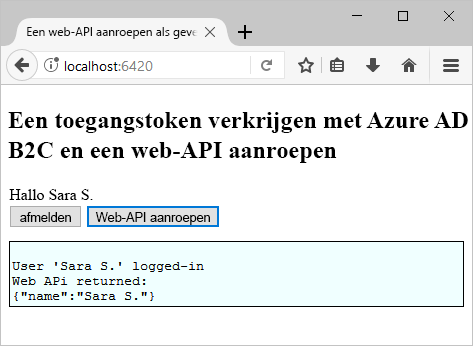 Een web-API aanroepen als geve
localhost:6420
Een toegangstoken verkrijgen met Azure AD
B2C en een web-API aanroepen
Hallo Sara S.
afmelden Web-API aanroepen
User 'Sara S.' logged-in
Web APi returned:
{"name":"Sara S."}